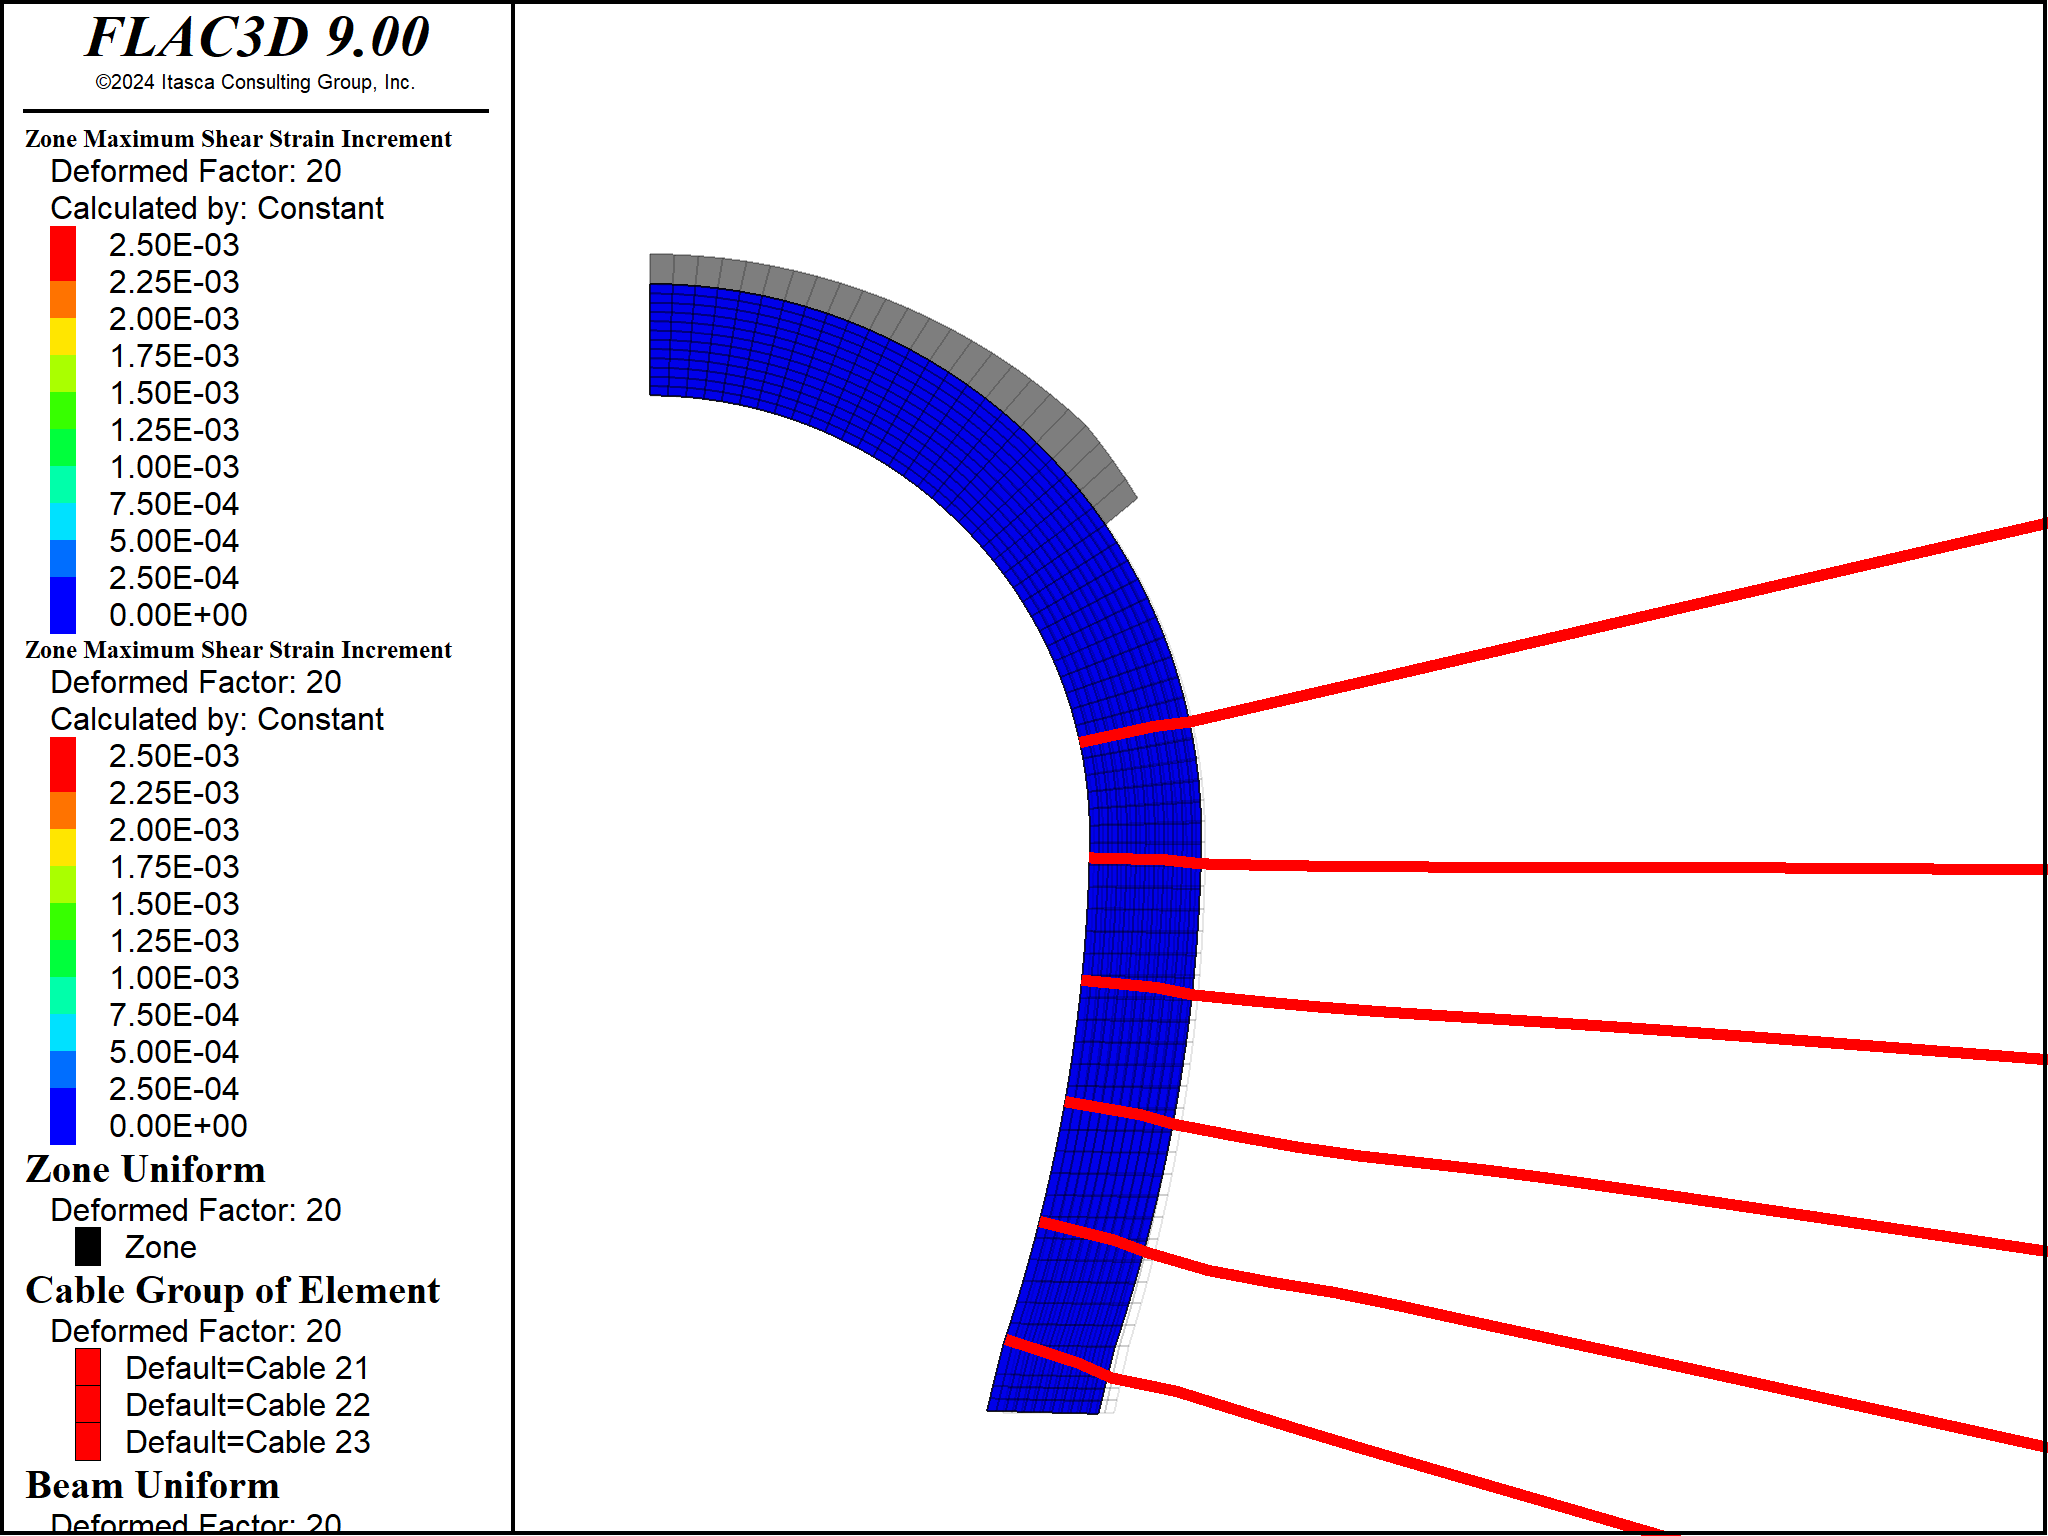 FLAC3D 9.00
©2024 Itasca Consulting Group, Inc.
Zone Maximum Shear Strain Increment
Deformed Factor: 20
Calculated by: Constant
2.50E-03
2.25E-03
2.00E-03
1.75E-03
1.50E-03
1.25E-03
1.00E-03
7.50E-04
5.00E-04
2.50E-04
0.00E+00
Zone Maximum Shear Strain Increment
Deformed Factor: 20
Calculated by: Constant
2.50E-03
2.25E-03
2.00E-03
1.75E-03
1.50E-03
1.25E-03
1.00E-03
7.50E-04
5.00E-04
2.50E-04
0.00E+00
Zone Uniform
Deformed Factor: 20
Zone
Cable Group of Element
Deformed Factor: 20
Default=Cable 21
Default=Cable 22
Default=Cable 23
Beam Uniform
Deformed Factor: 20